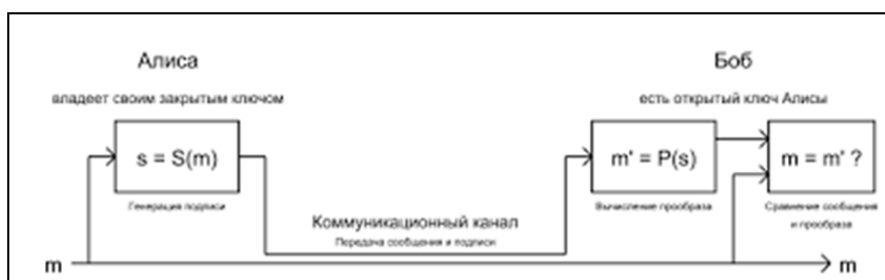 Алиса
владеет своим закрытым ключом
s = S(m)
Генерация подписи
Коммуникационный канал
Передача сообщения и подписи
Боб
есть открытый ключ Алисы
m' = P(s)
Вычисление прообраза
m = m' ?
Сравнение сообщения
и прообраза
m
m